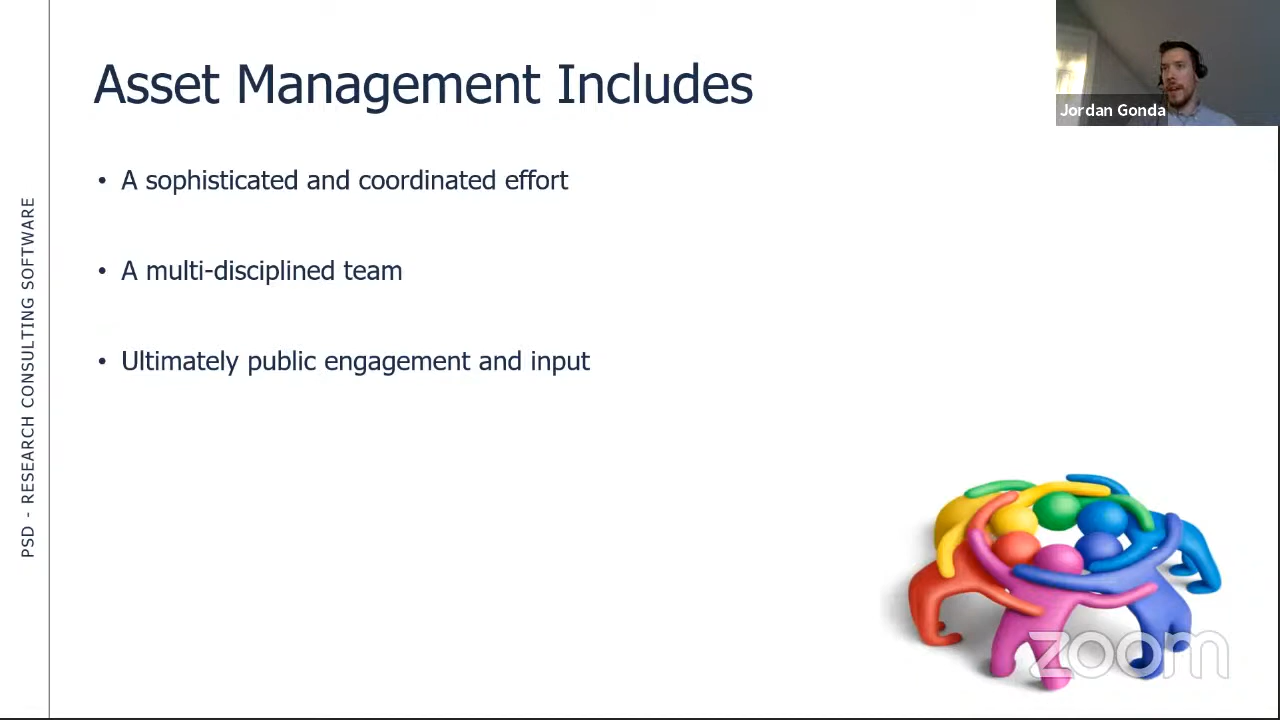 Asset Management Includes
Jordan Gonda
• A sophisticated and coordinated effort
• A multi-disciplined team
• Ultimately public engagement and input
PSD - RESEARCH CONSULTING SOFTWARE
zoom